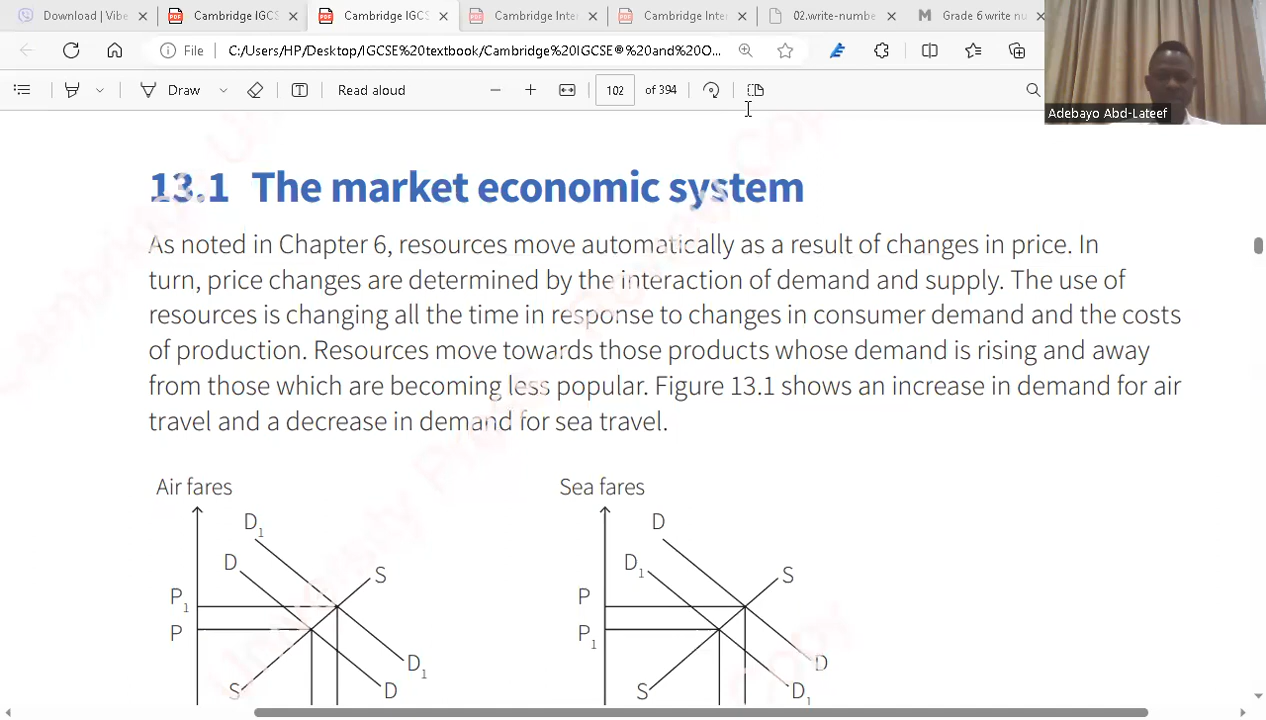 Download | Vibe
Cambridge IGCS
Cambridge IGCS
Cambridge Inter
Cambridge Inter
02.write-numbe
Grade 6 write nu
File
C:/Users/HP/Desktop/IGCSE%20textbook/Cambridge%20IGCSE®%20and%20O...
Draw
Read aloud
102 of 394
Adebayo Abd-Lateef
13.1 The market economic system
As noted in Chapter 6, resources move automatically as a result of changes in price. In
turn, price changes are determined by the interaction of demand and supply. The use of
resources is changing all the time in response to changes in consumer demand and the costs
of production. Resources move towards those products whose demand is rising and away
from those which are becoming less popular. Figure 13.1 shows an increase in demand for air
travel and a decrease in demand for sea travel.
Air fares
D1
D
S
P1
P
D1
S
D
Sea fares
D
D1
S
P
P1
D
S
D1